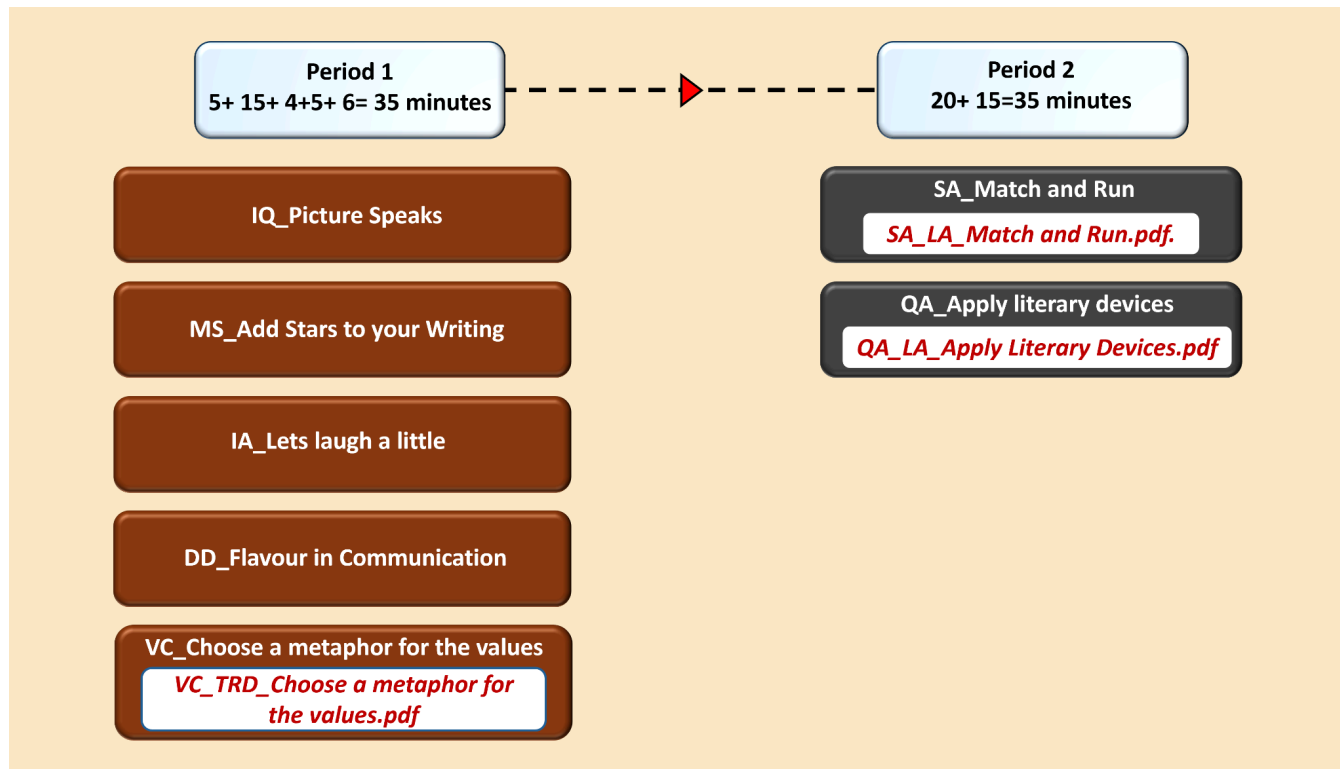 Period 1
5+ 15+ 4+5+ 6= 35 minutes
IQ_Picture Speaks
MS_Add Stars to your Writing
IA_Lets laugh a little
DD_Flavour in Communication
VC_Choose a metaphor for the values
VC_TRD_Choose a metaphor for
the values.pdf
Period 2
20+ 15=35 minutes
SA_Match and Run
SA_LA_Match and Run.pdf.
QA_Apply literary devices
QA_LA_Apply Literary Devices.pdf